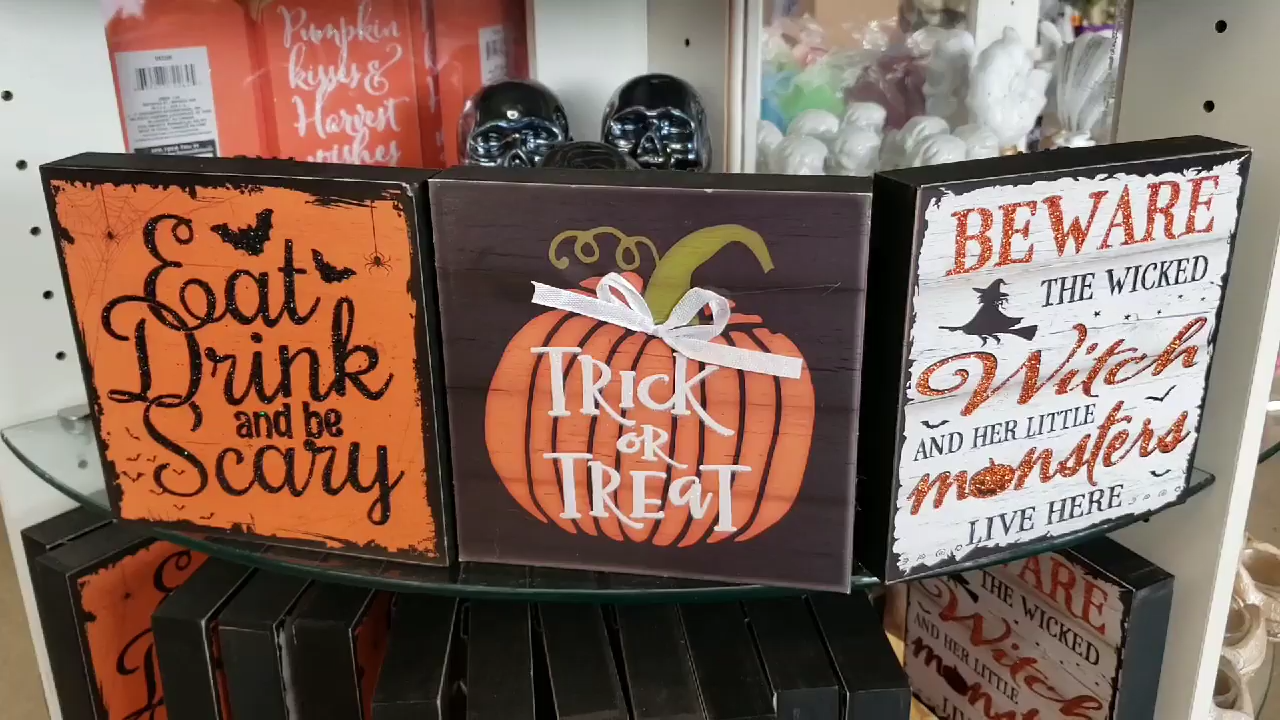 Pumpkin
kisses &
Harvest
wishes
Eat
Drink
and be
Scary
TRICK
OR
TREAT
BEWARE
THE WICKED
Witch
AND HER LITTLE
monsters
LIVE HERE
THE WICKED
Witch
AND HER LITTLE